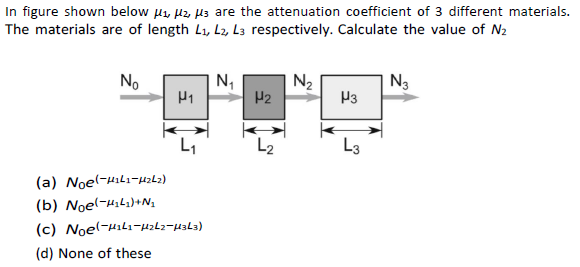 In figure shown below μ₁, μ₂, μ₃ are the attenuation coefficient of 3 different materials.
The materials are of length L₁, L₂, L₃ respectively. Calculate the value of N₂
N₀ N₁ N₂ N₃
μ₁ μ₂ μ₃
L₁ L₂ L₃
(a) N₀e^(−μ₁L₁−μ₂L₂)
(b) N₀e^(−μ₁L₁)+N₁
(c) N₀e^(−μ₁L₁−μ₂L₂−μ₃L₃)
(d) None of these